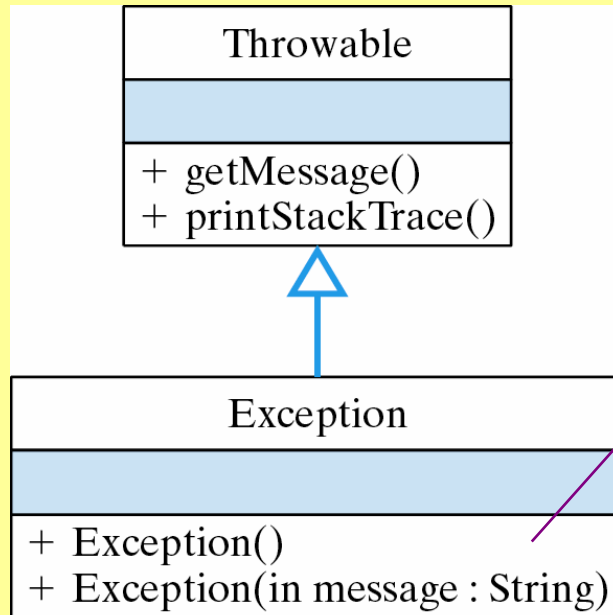 Throwable
+ getMessage()
+ printStackTrace()
Exception
+ Exception()
+ Exception(in message : String)